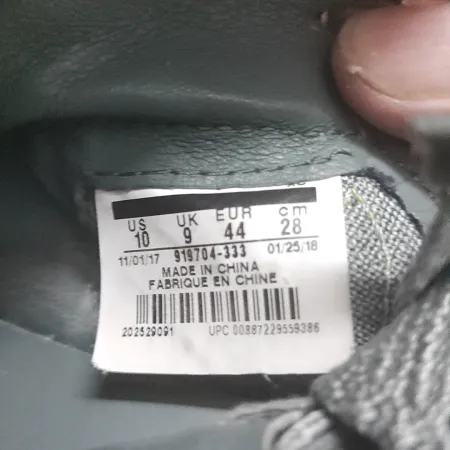 US UK EUR cm
10 9 44 28
11/01/17 919704-333 01/25/18
MADE IN CHINA
FABRIQUE EN CHINE
202529091 UPC 00887229559386